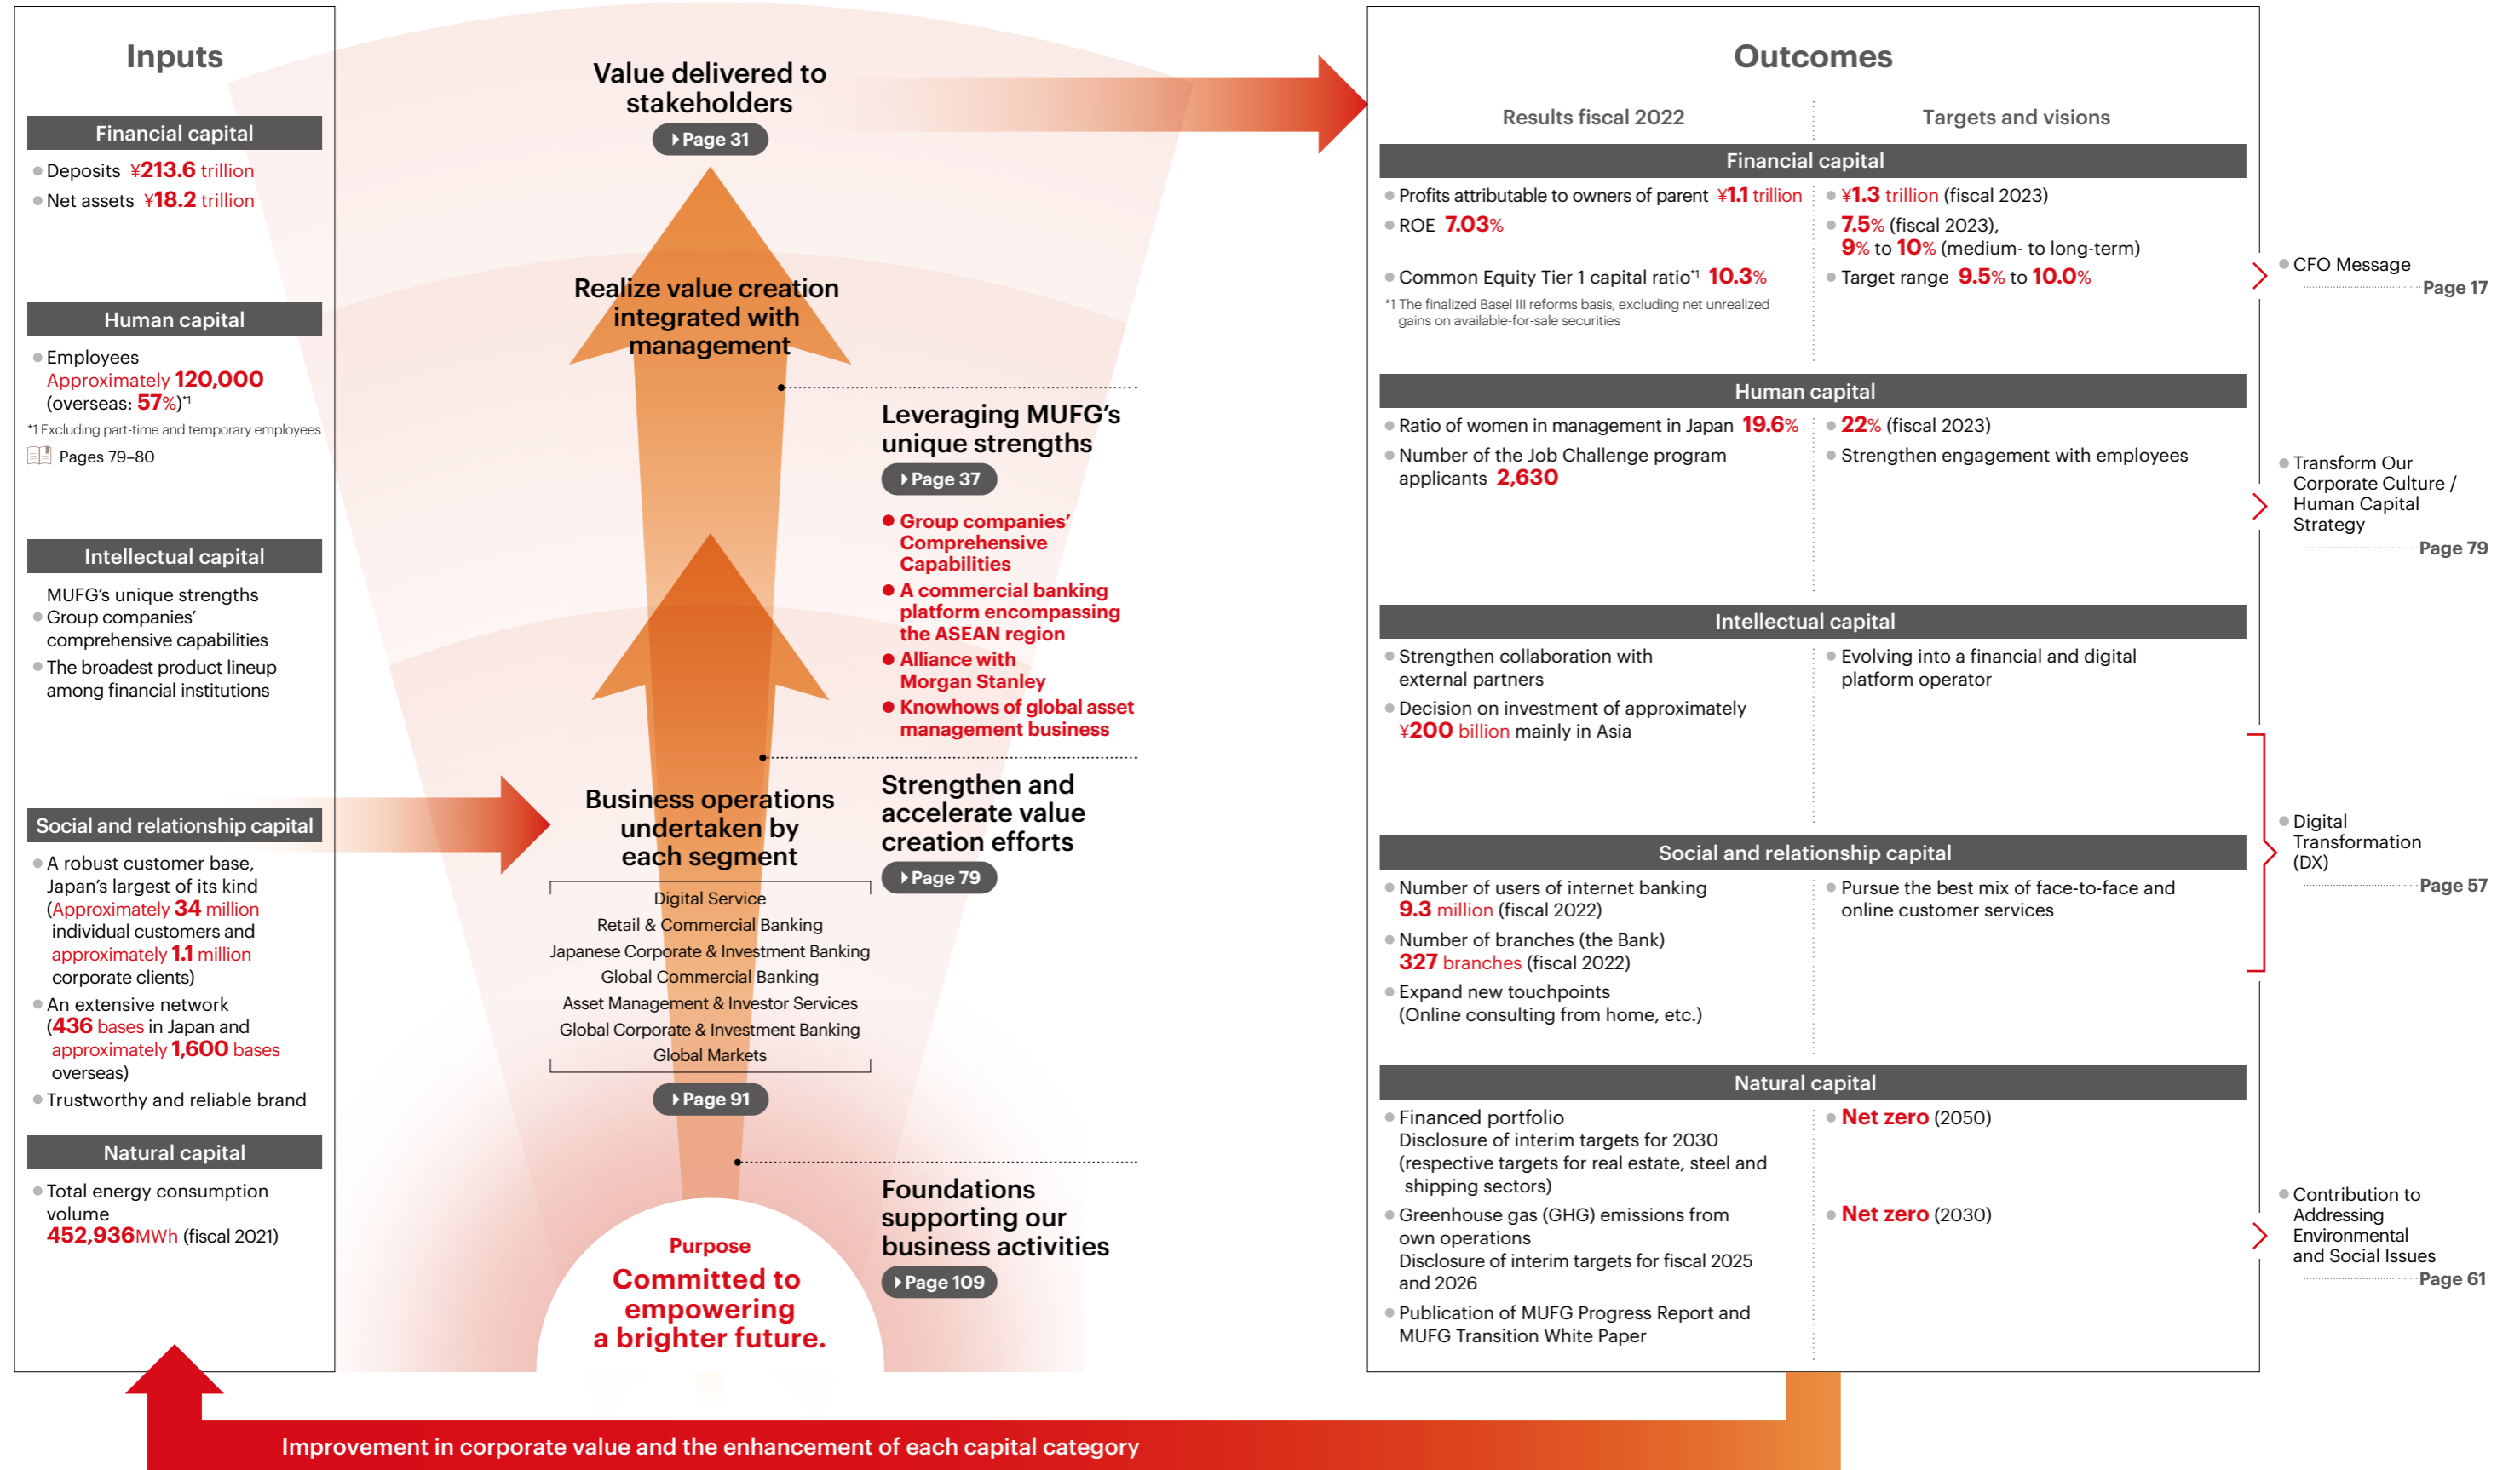 Inputs
Financial capital
Deposits ¥213.6 trillion
Net assets ¥18.2 trillion
Human capital
Employees
Approximately 120,000
(overseas: 57%)*1
*1 Excluding part-time and temporary employees
Pages 79–80
Intellectual capital
MUFG’s unique strengths
Group companies’
comprehensive capabilities
The broadest product lineup
among financial institutions
Social and relationship capital
A robust customer base,
Japan’s largest of its kind
(Approximately 34 million
individual customers and
approximately 1.1 million
corporate clients)
An extensive network
(436 bases in Japan and
approximately 1,600 bases
overseas)
Trustworthy and reliable brand
Natural capital
Total energy consumption
volume
452,936MWh (fiscal 2021)
Value delivered to
stakeholders
Page 31
Realize value creation
integrated with
management
Leveraging MUFG’s
unique strengths
Page 37
Group companies’
Comprehensive
Capabilities
A commercial banking
platform encompassing
the ASEAN region
Alliance with
Morgan Stanley
Knowhows of global asset
management business
Strengthen and
accelerate value
creation efforts
Page 79
Business operations
undertaken by
each segment
Digital Service
Retail & Commercial Banking
Japanese Corporate & Investment Banking
Global Commercial Banking
Asset Management & Investor Services
Global Corporate & Investment Banking
Global Markets
Page 91
Foundations
supporting our
business activities
Page 109
Purpose
Committed to
empowering
a brighter future.
Outcomes
Results fiscal 2022
Targets and visions
Financial capital
Profits attributable to owners of parent ¥1.1 trillion
¥1.3 trillion (fiscal 2023)
ROE 7.03%
7.5% (fiscal 2023),
9% to 10% (medium- to long-term)
Common Equity Tier 1 capital ratio*1 10.3%
Target range 9.5% to 10.0%
*1 The finalized Basel III reforms basis, excluding net unrealized
gains on available-for-sale securities
Human capital
Ratio of women in management in Japan 19.6%
22% (fiscal 2023)
Number of the Job Challenge program
applicants 2,630
Strengthen engagement with employees
Intellectual capital
Strengthen collaboration with
external partners
Decision on investment of approximately
¥200 billion mainly in Asia
Evolving into a financial and digital
platform operator
Social and relationship capital
Number of users of internet banking
9.3 million (fiscal 2022)
Number of branches (the Bank)
327 branches (fiscal 2022)
Expand new touchpoints
(Online consulting from home, etc.)
Pursue the best mix of face-to-face and
online customer services
Natural capital
Financed portfolio
Disclosure of interim targets for 2030
(respective targets for real estate, steel and
shipping sectors)
Net zero (2050)
Greenhouse gas (GHG) emissions from
own operations
Disclosure of interim targets for fiscal 2025
and 2026
Net zero (2030)
Publication of MUFG Progress Report and
MUFG Transition White Paper
CFO Message
Page 17
Transform Our
Corporate Culture /
Human Capital
Strategy
Page 79
Digital
Transformation
(DX)
Page 57
Contribution to
Addressing
Environmental
and Social Issues
Page 61
Improvement in corporate value and the enhancement of each capital category